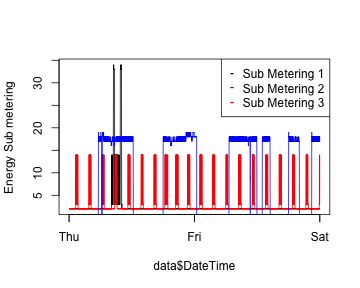 Sub Metering 1
Sub Metering 2
Sub Metering 3
Energy Sub metering
30
20
10
5
Thu
Fri
Sat
data$DateTime